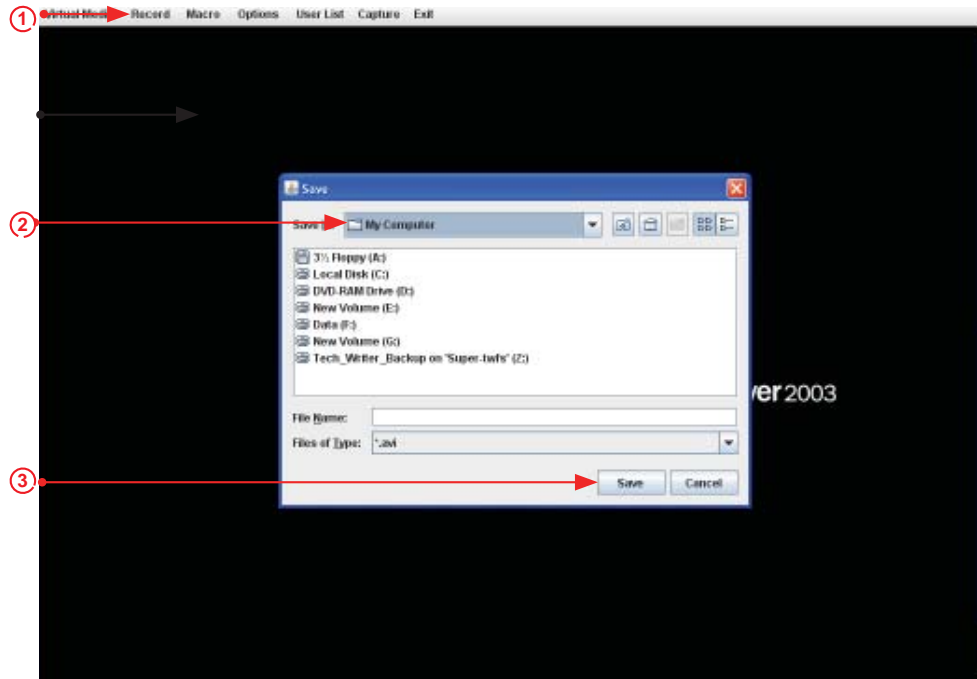 1
Virtual Media Record Macro Options User List Capture Exit
Save
2
Save My Computer
3½ Floppy (A:)
Local Disk (C:)
DVD-RAM Drive (D:)
New Volume (E:)
Data (F:)
New Volume (G:)
Tech_Writer_Backup on 'Super-twfs' (Z:)
ver 2003
File Name:
Files of Type: *.avi
3
Save Cancel